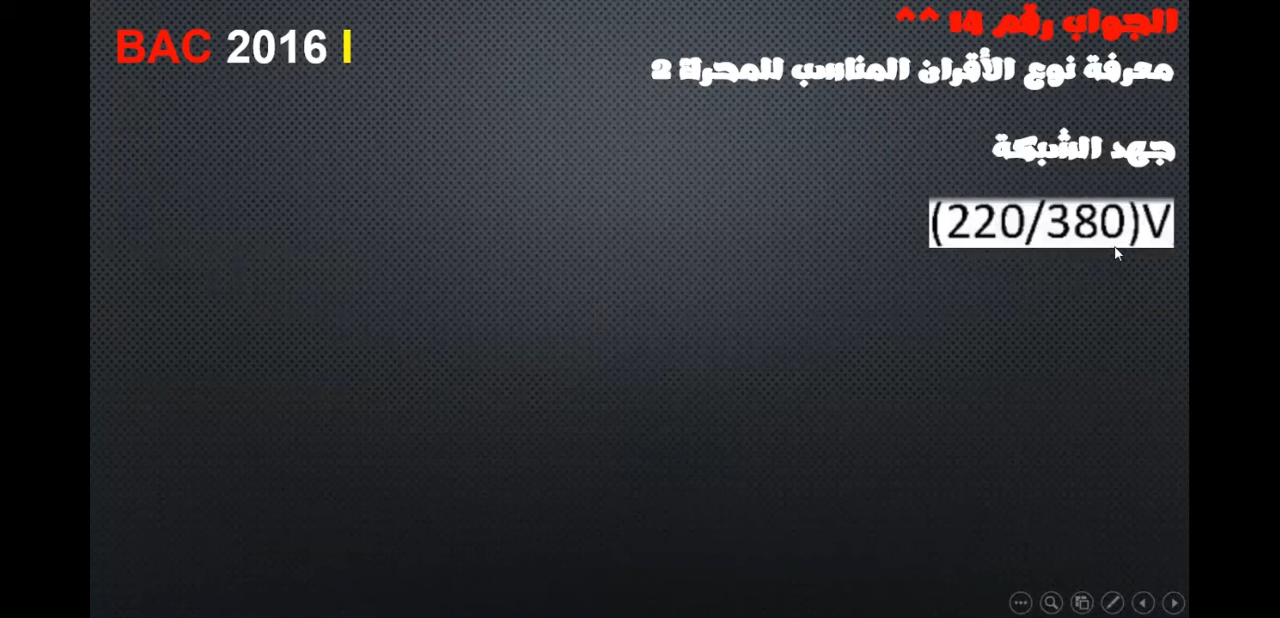 الجواب رقم 14 ^^
BAC 2016 I
معرفة نوع الأقران المناسب للمحرك 2
جهد الشبكة
(220/380)V